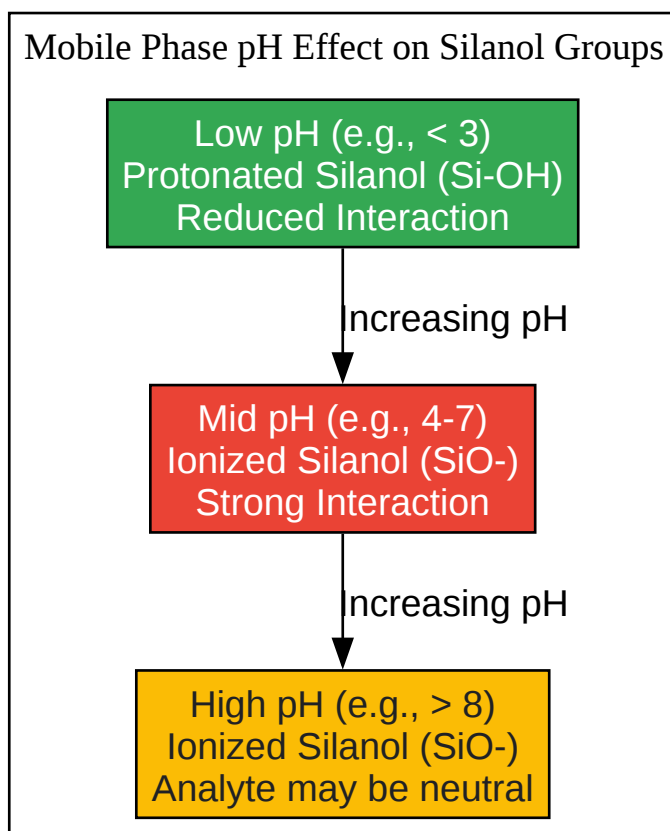 Mobile Phase pH Effect on Silanol Groups
Low pH (e.g., < 3)
Protonated Silanol (Si-OH)
Reduced Interaction
Increasing pH
Mid pH (e.g., 4-7)
Ionized Silanol (SiO-)
Strong Interaction
Increasing pH
High pH (e.g., > 8)
Ionized Silanol (SiO-)
Analyte may be neutral